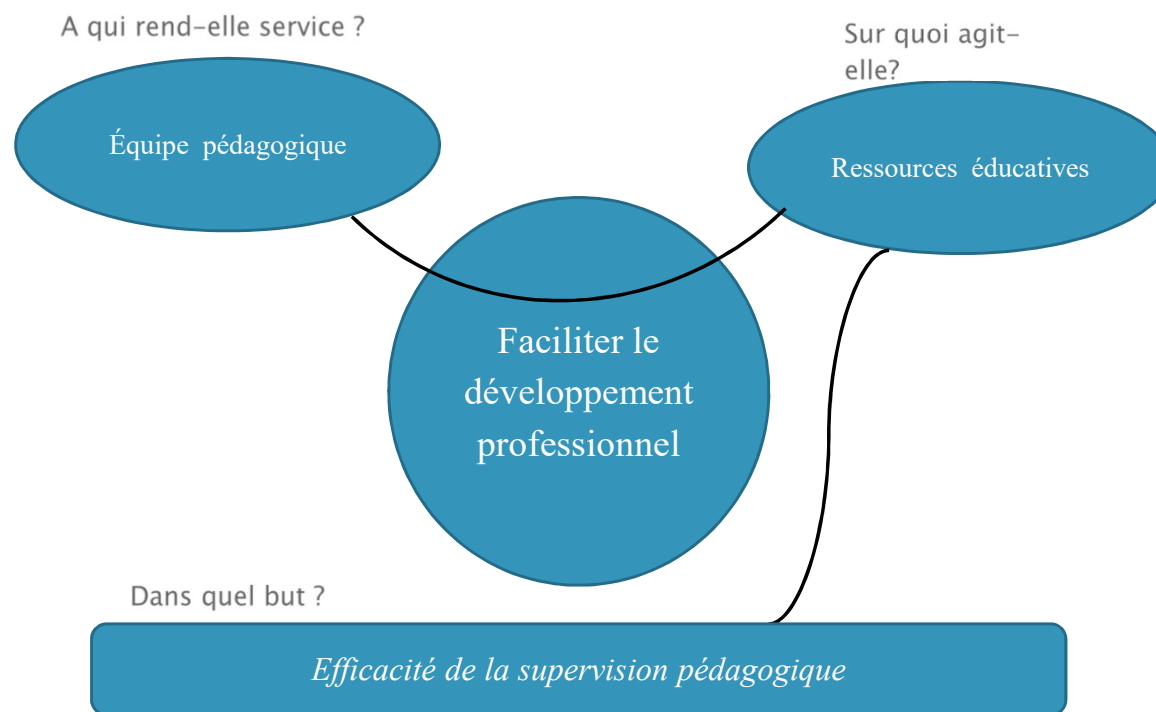 A qui rend-elle service ?
Sur quoi agit-
elle?
Équipe pédagogique
Ressources éducatives
Faciliter le
développement
professionnel
Dans quel but ?
Efficacité de la supervision pédagogique